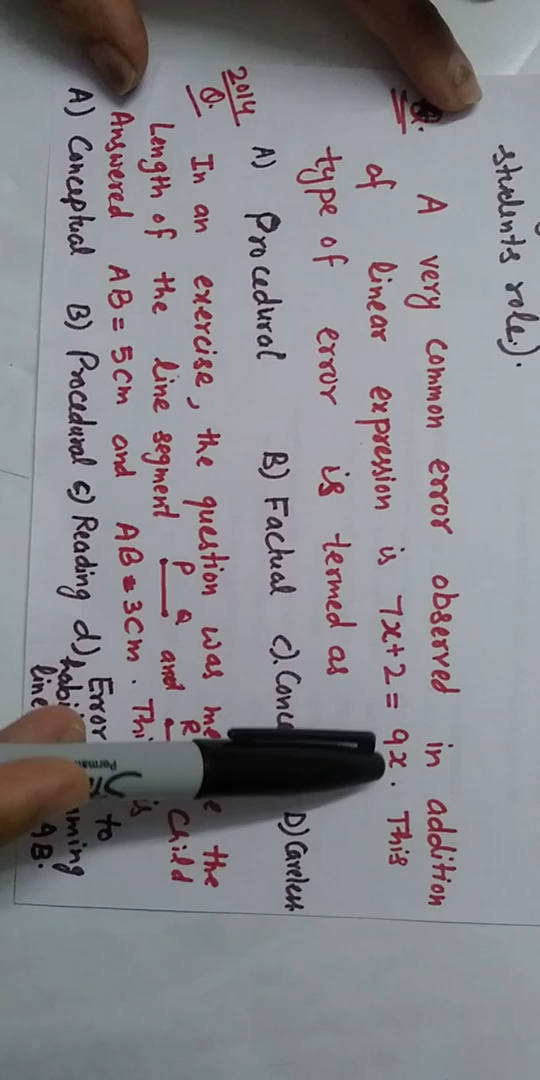 students role).
Q. A very common error observed in addition
of linear expression is 7x+2 = 9x. This
type of error is termed as
A) Procedural B) Factual C). Conce D) Careless
2014
Q. In an exercise, the question was the
Length of the line segment P Q and R Child
Answered AB = 5cm and AB = 3cm. is
A) Conceptual B) Procedural c) Reading d) Error to
line AB.